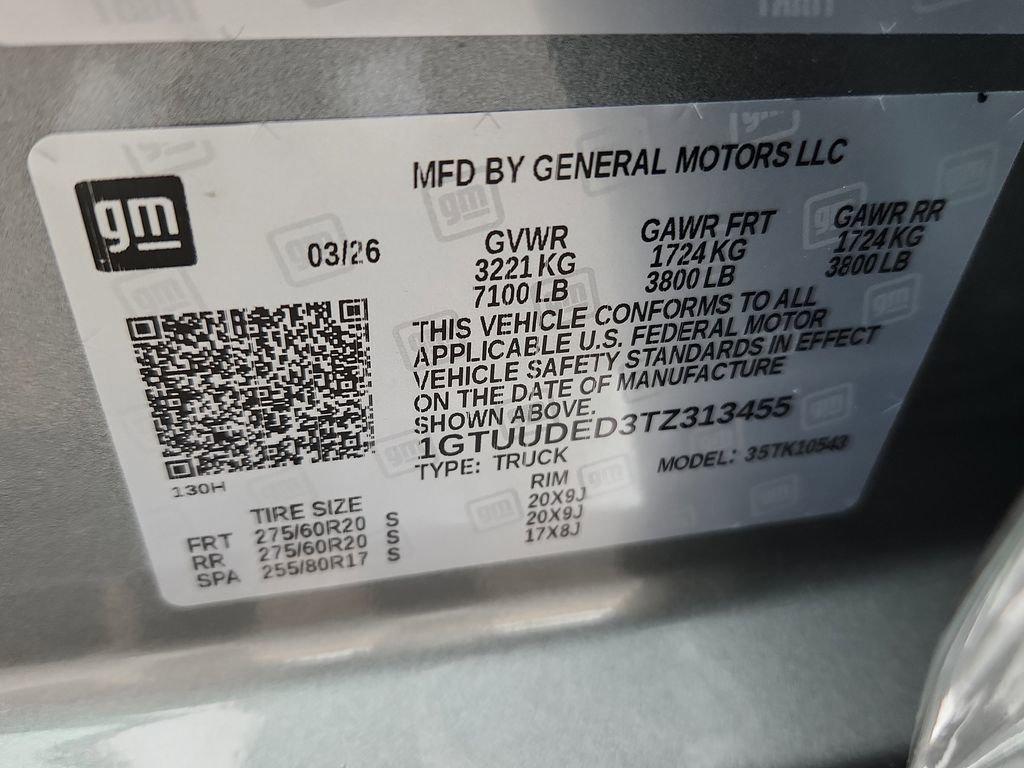 gm
MFD BY GENERAL MOTORS LLC
03/26
GVWR GAWR FRT GAWR RR
3221 KG 1724 KG 1724 KG
7100 LB 3800 LB 3800 LB
THIS VEHICLE CONFORMS TO ALL
APPLICABLE U.S. FEDERAL MOTOR
VEHICLE SAFETY STANDARDS IN EFFECT
ON THE DATE OF MANUFACTURE
SHOWN ABOVE.
1GTUUDED3TZ313455
TYPE: TRUCK MODEL: 35TK10543
130H
TIRE SIZE RIM
FRT 275/60R20 S 20X9J
RR 275/60R20 S 20X9J
SPA 255/80R17 S 17X8J